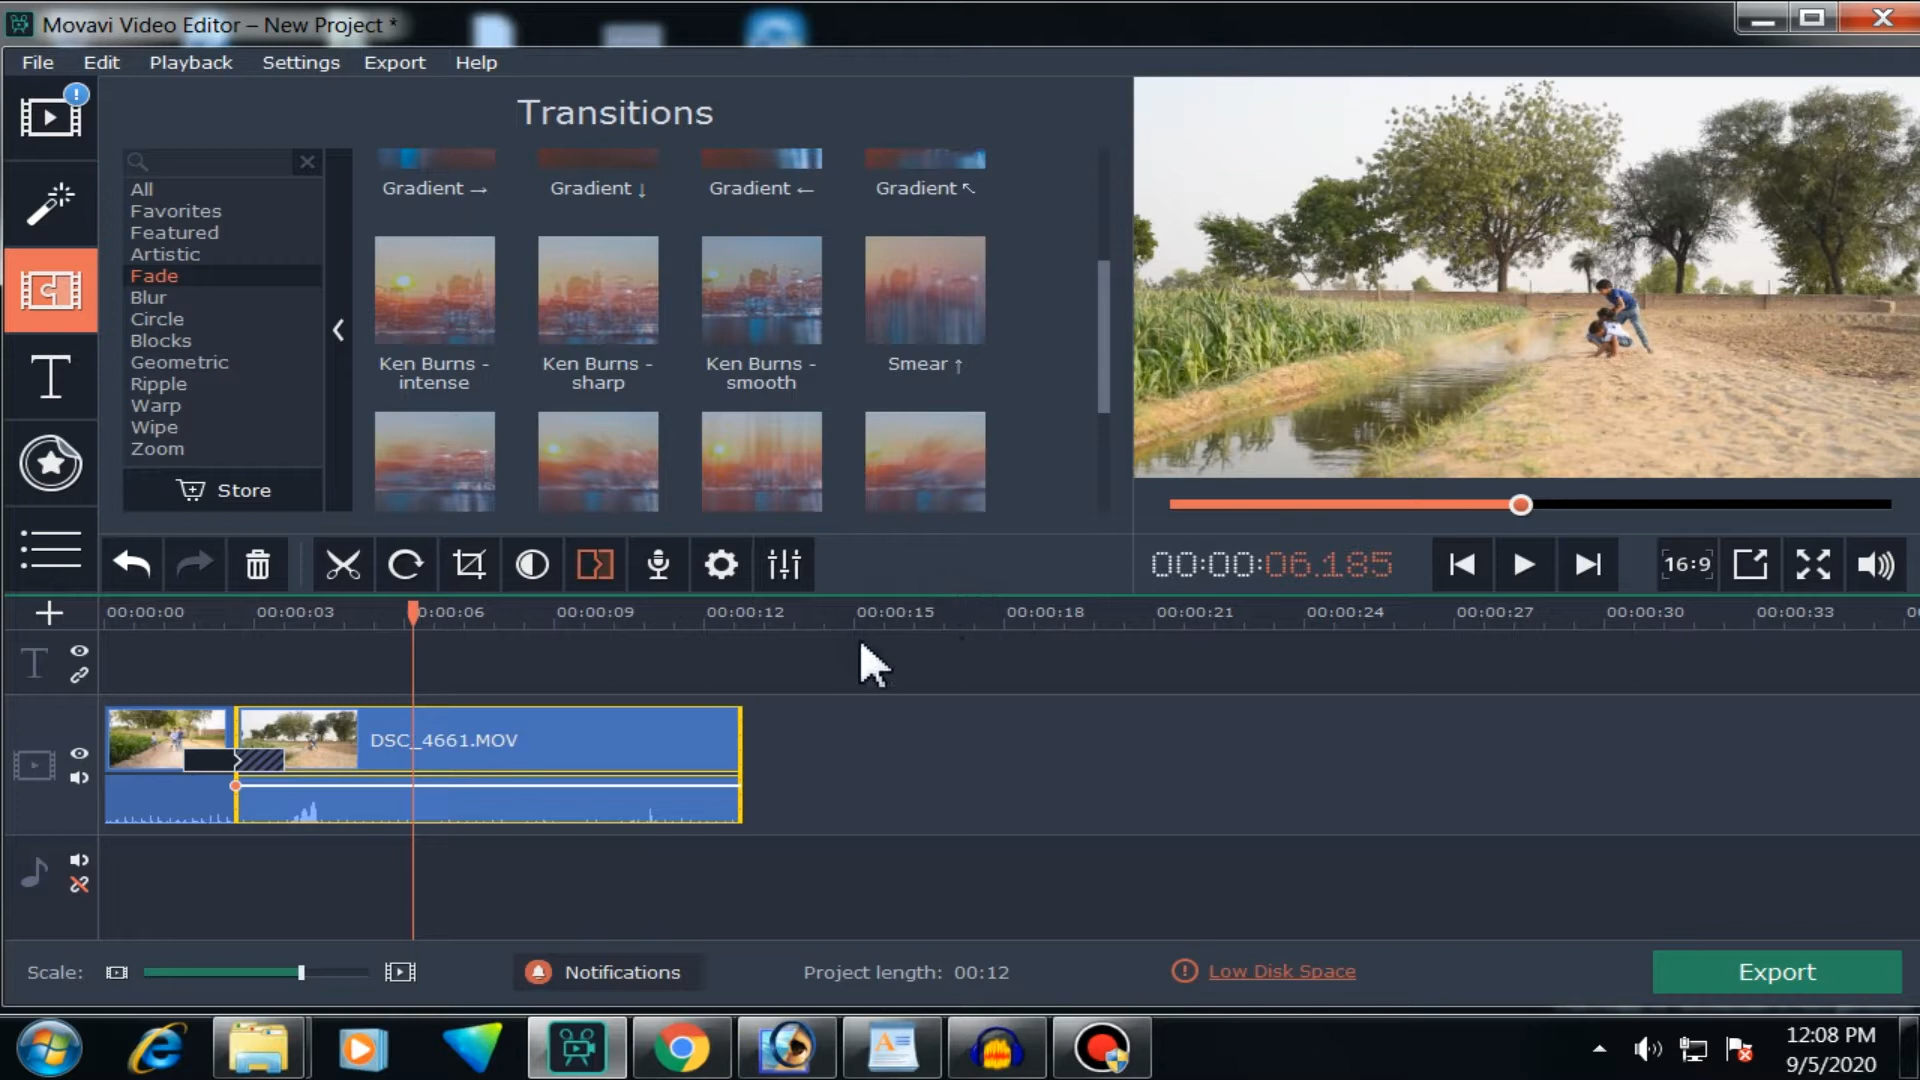 Movavi Video Editor – New Project *
File Edit Playback Settings Export Help
Transitions
All
Favorites
Featured
Artistic
Fade
Blur
Circle
Blocks
Geometric
Ripple
Warp
Wipe
Zoom
Store
Gradient → Gradient ↓ Gradient ← Gradient ↖
Ken Burns - intense
Ken Burns - sharp
Ken Burns - smooth
Smear ↑
00:00:06.185
16:9
00:00:00 00:00:03 00:00:06 00:00:09 00:00:12 00:00:15 00:00:18 00:00:21 00:00:24 00:00:27 00:00:30 00:00:33
DSC_4661.MOV
Scale:
Notifications
Project length: 00:12
Low Disk Space
Export
12:08 PM
9/5/2020